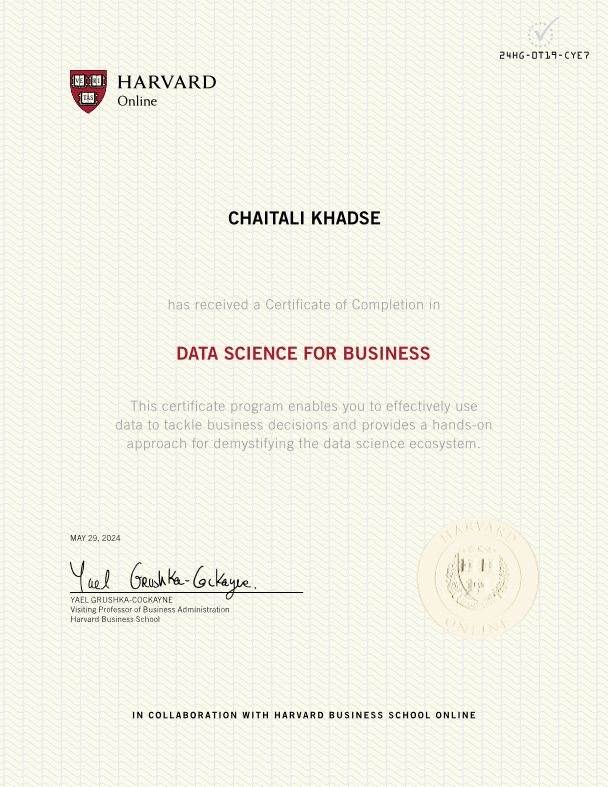 24HG-DT19-CYE7
VE RI
TAS
HARVARD
Online
CHAITALI KHADSE
has received a Certificate of Completion in
DATA SCIENCE FOR BUSINESS
This certificate program enables you to effectively use
data to tackle business decisions and provides a hands-on
approach for demystifying the data science ecosystem.
MAY 29, 2024
Yael Grushka-Cockayne.
YAEL GRUSHKA-COCKAYNE
Visiting Professor of Business Administration
Harvard Business School
HARVARD
ONLINE
IN COLLABORATION WITH HARVARD BUSINESS SCHOOL ONLINE